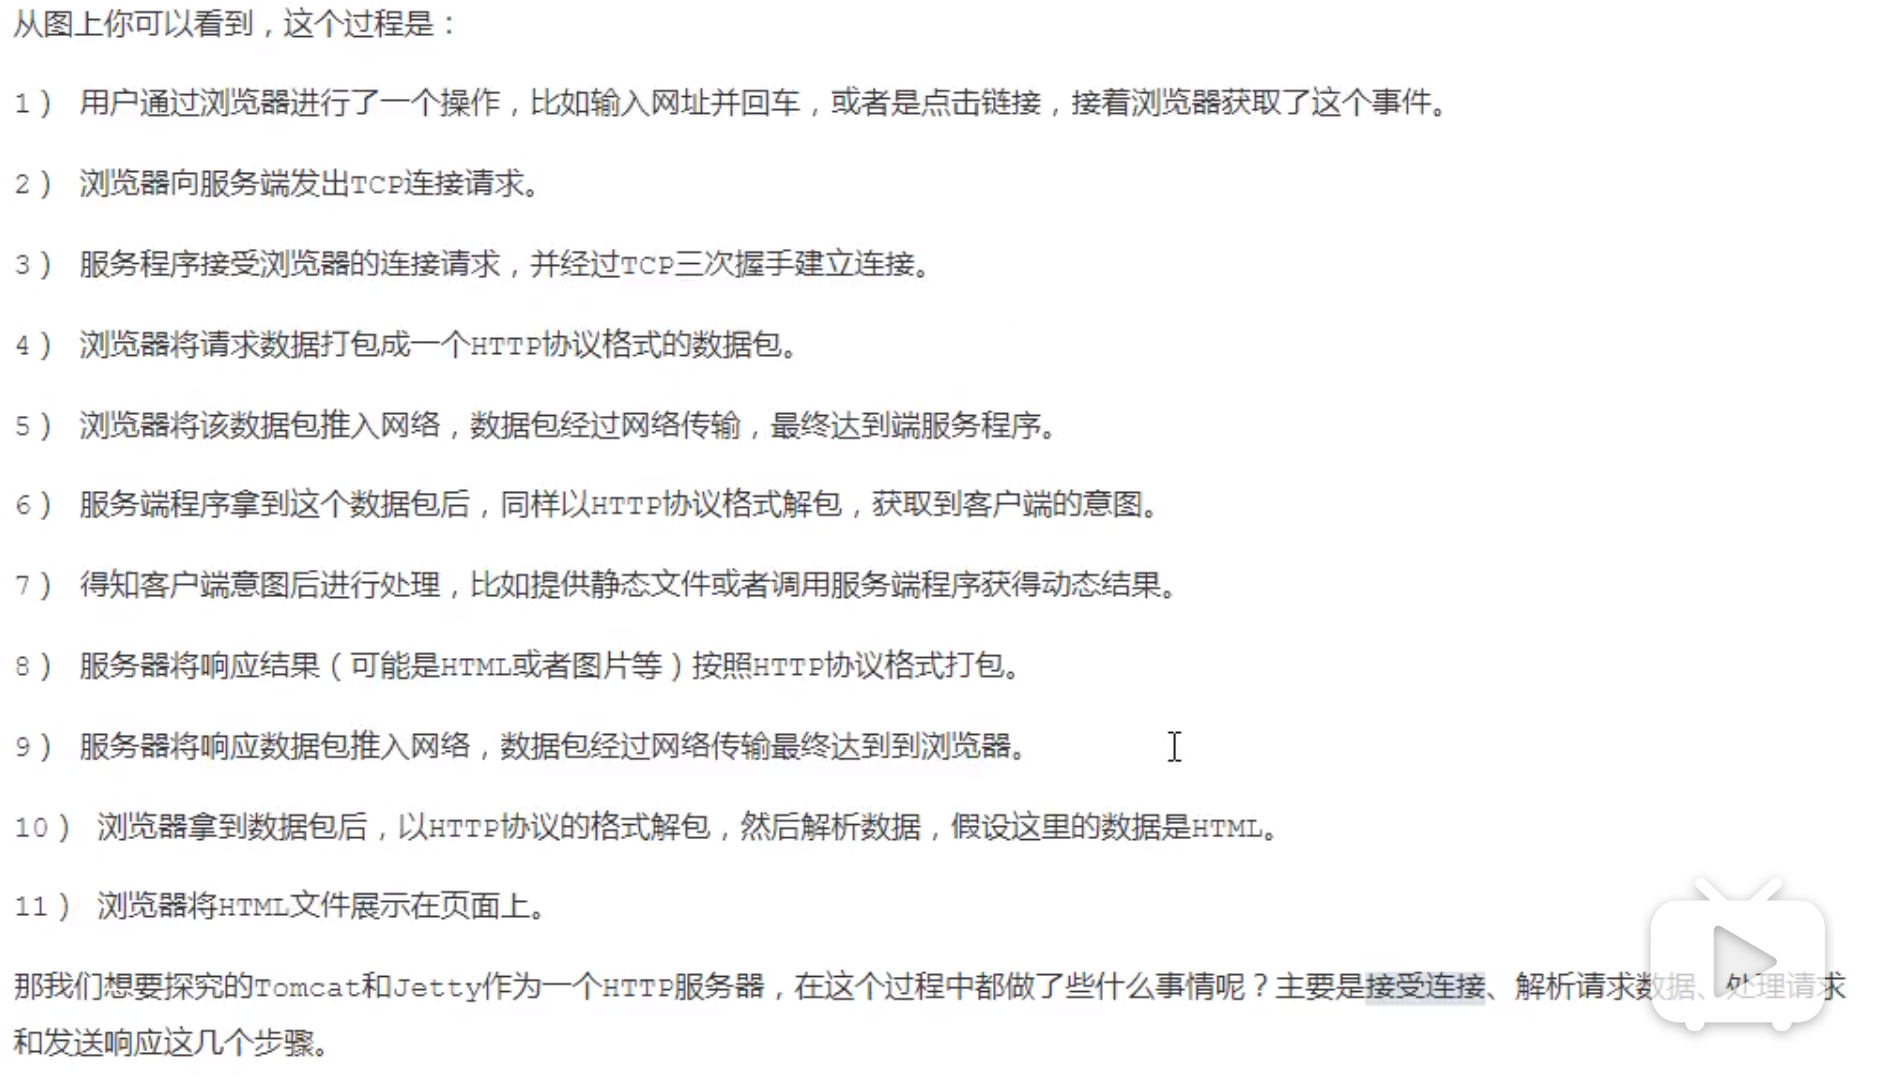 从图上你可以看到，这个过程是：
1） 用户通过浏览器进行了一个操作，比如输入网址并回车，或者是点击链接，接着浏览器获取了这个事件。
2） 浏览器向服务端发出TCP连接请求。
3） 服务程序接受浏览器的连接请求，并经过TCP三次握手建立连接。
4） 浏览器将请求数据打包成一个HTTP协议格式的数据包。
5） 浏览器将该数据包推入网络，数据包经过网络传输，最终达到端服务程序。
6） 服务端程序拿到这个数据包后，同样以HTTP协议格式解包，获取到客户端的意图。
7） 得知客户端意图后进行处理，比如提供静态文件或者调用服务端程序获得动态结果。
8） 服务器将响应结果（可能是HTML或者图片等）按照HTTP协议格式打包。
9） 服务器将响应数据包推入网络，数据包经过网络传输最终达到到浏览器。
10） 浏览器拿到数据包后，以HTTP协议的格式解包，然后解析数据，假设这里的数据是HTML。
11） 浏览器将HTML文件展示在页面上。
那我们想要探究的Tomcat和Jetty作为一个HTTP服务器，在这个过程中都做了些什么事情呢？主要是接受连接、解析请求数据、处理请求
和发送响应这几个步骤。